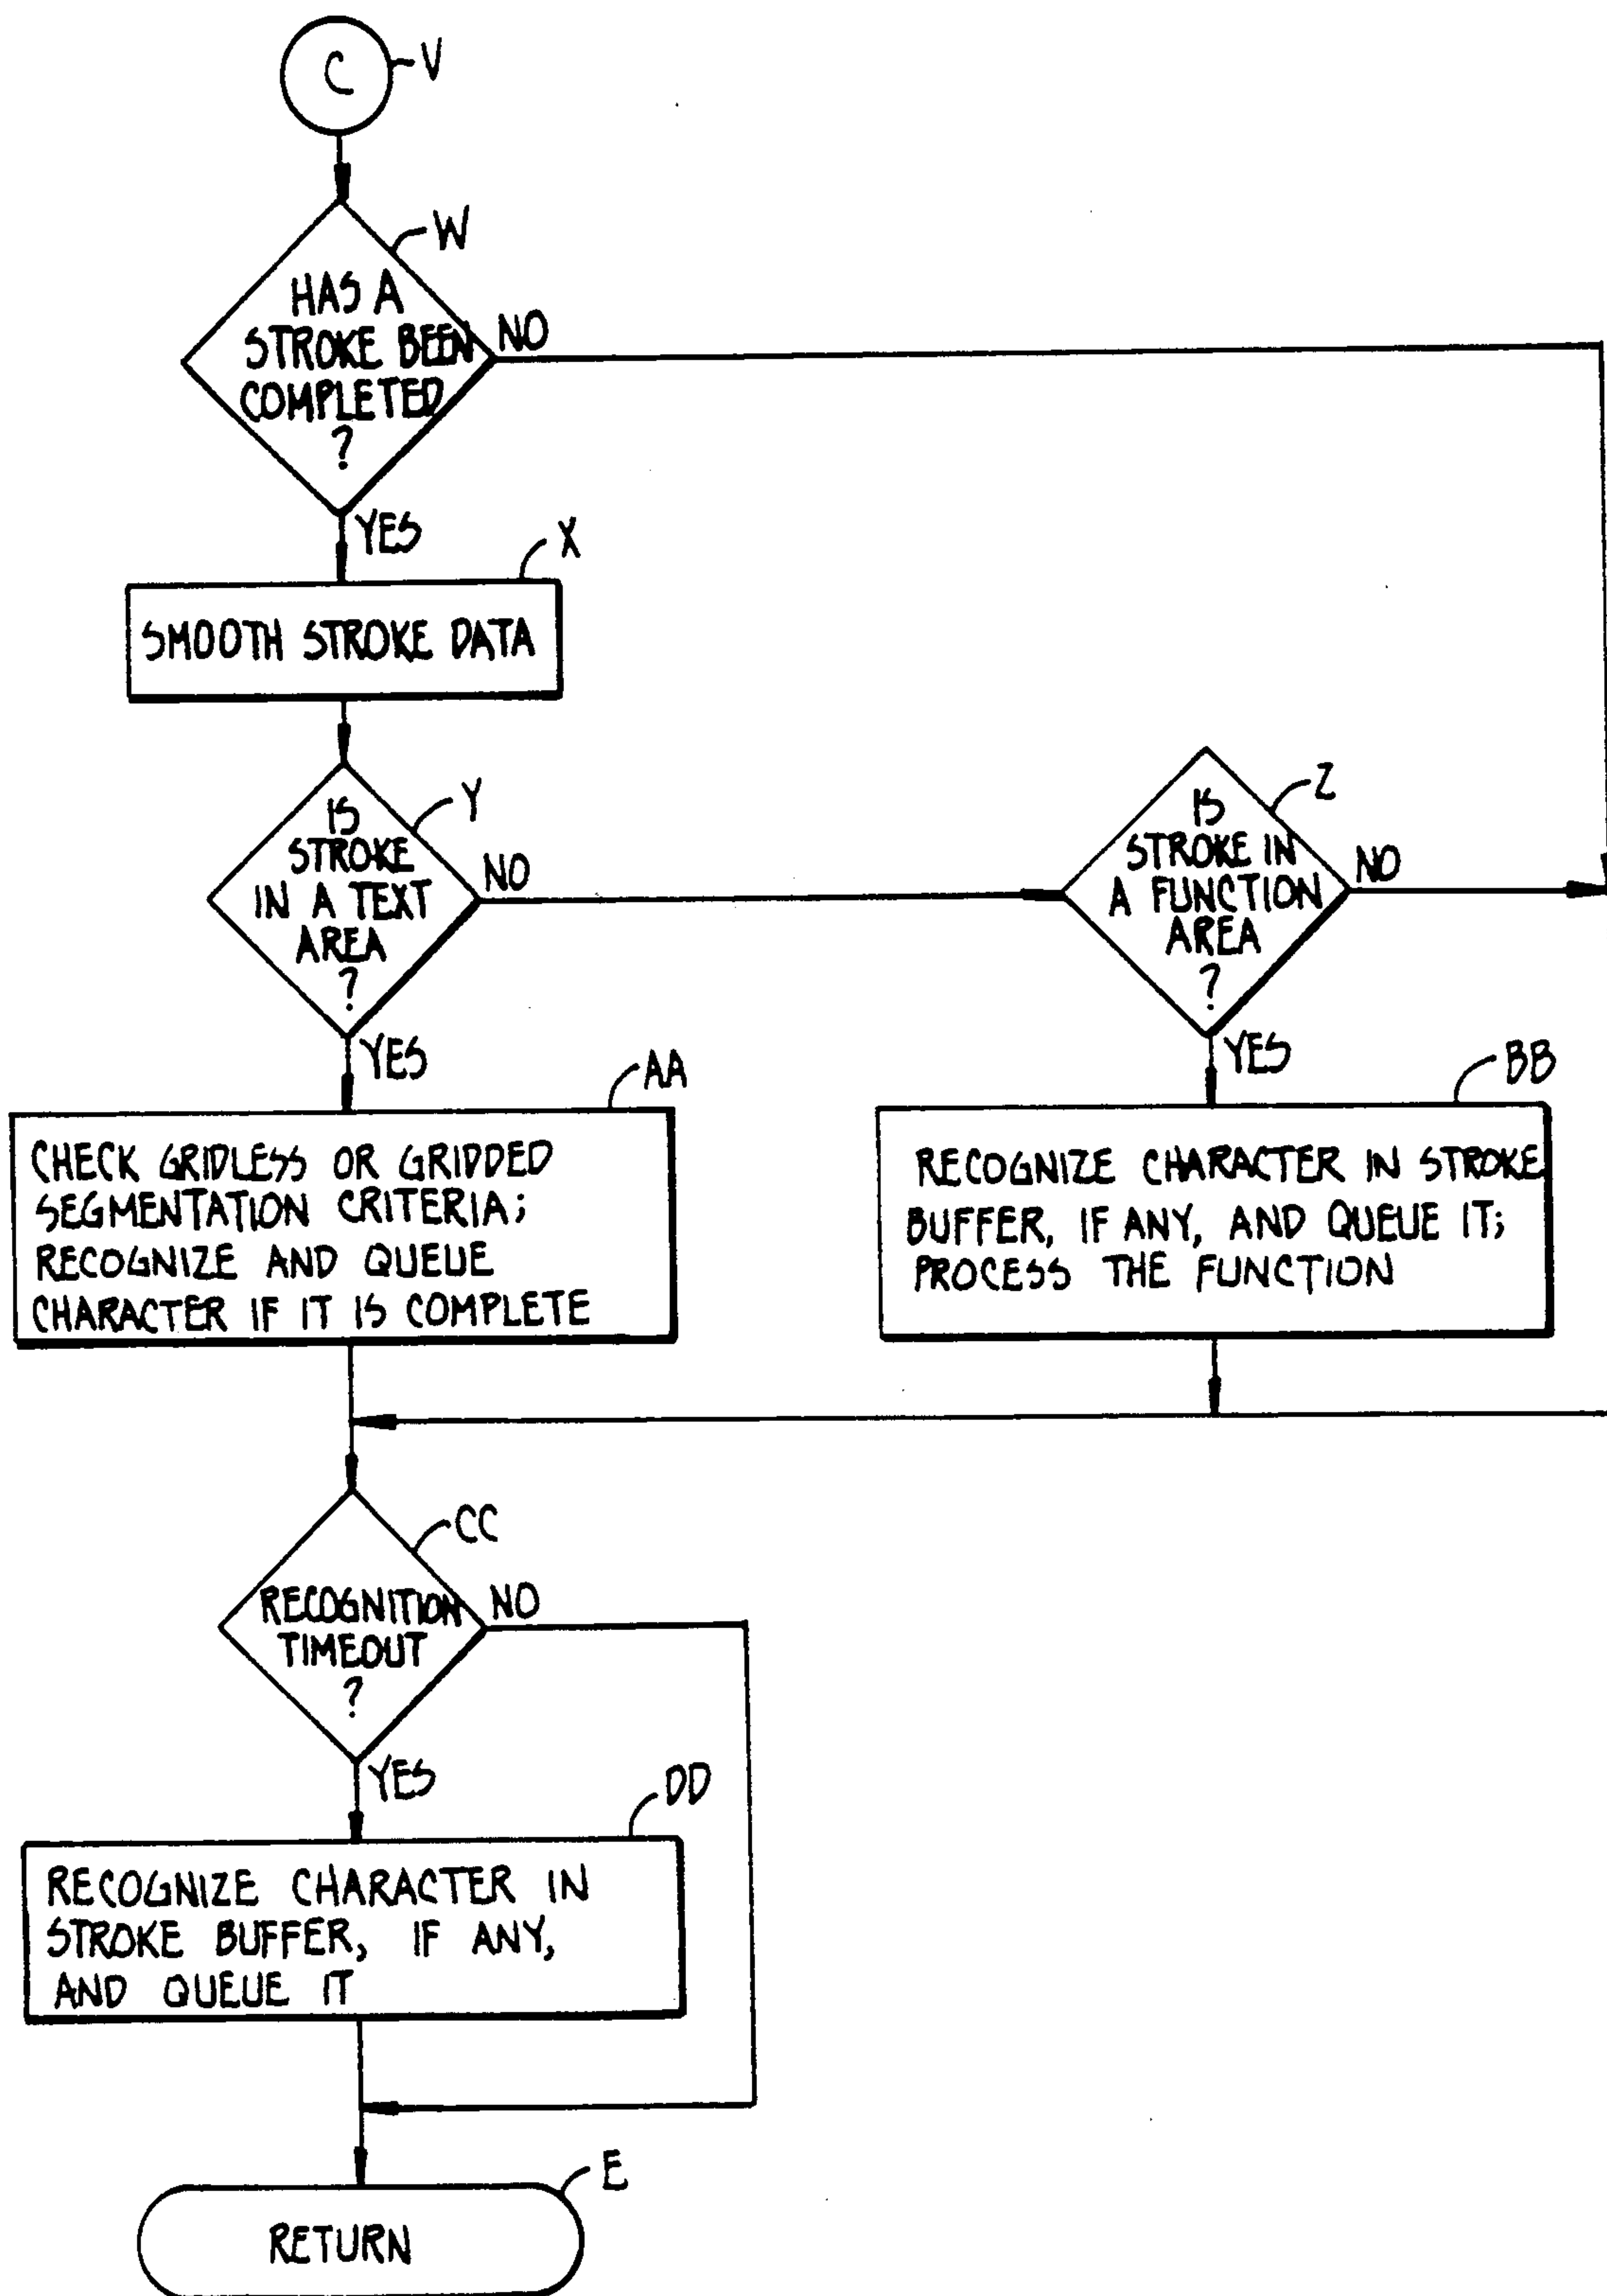 C
V
W
HAS A
STROKE BEEN
COMPLETED
?
NO
YES
X
SMOOTH STROKE DATA
Y
IS
STROKE
IN A TEXT
AREA
?
NO
Z
IS
STROKE IN
A FUNCTION
AREA
?
NO
YES
YES
AA
CHECK GRIDLESS OR GRIDDED
SEGMENTATION CRITERIA;
RECOGNIZE AND QUEUE
CHARACTER IF IT IS COMPLETE
BB
RECOGNIZE CHARACTER IN STROKE
BUFFER, IF ANY, AND QUEUE IT;
PROCESS THE FUNCTION
CC
RECOGNITION
TIMEOUT
?
NO
YES
DD
RECOGNIZE CHARACTER IN
STROKE BUFFER, IF ANY,
AND QUEUE IT
E
RETURN